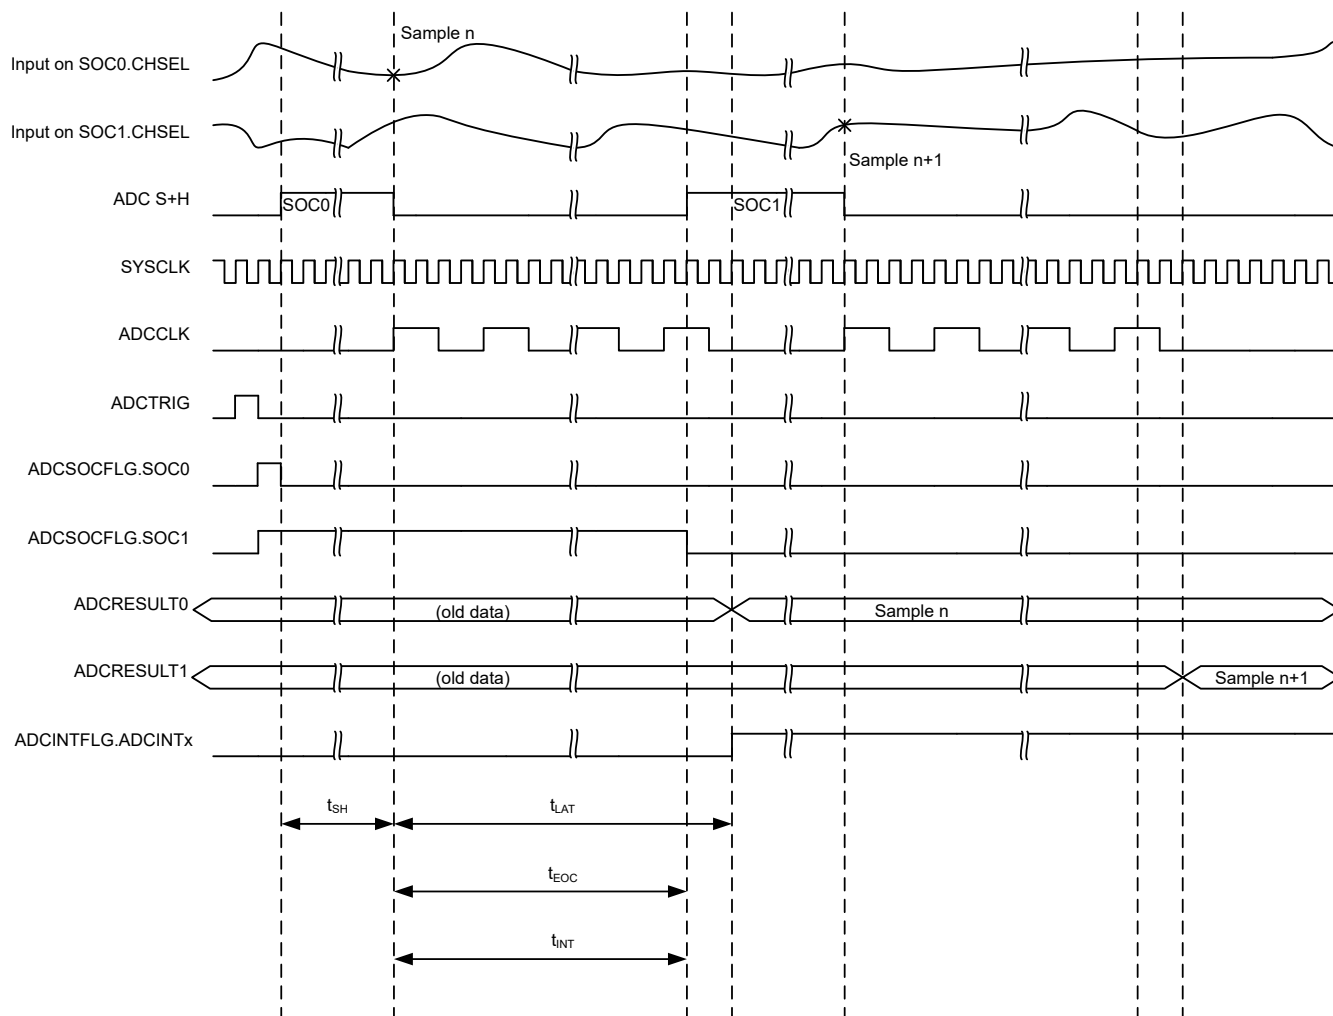 Sample n
Input on SOC0.CHSEL
Input on SOC1.CHSEL
Sample n+1
ADC S+H
SOC0
SOC1
SYSCLK
ADCCLK
ADCTRIG
ADCSOCFLG.SOC0
ADCSOCFLG.SOC1
ADCRESULT0
(old data)
Sample n
ADCRESULT1
(old data)
Sample n+1
ADCINTFLG.ADCINTx
tSH
tLAT
tEOC
tINT